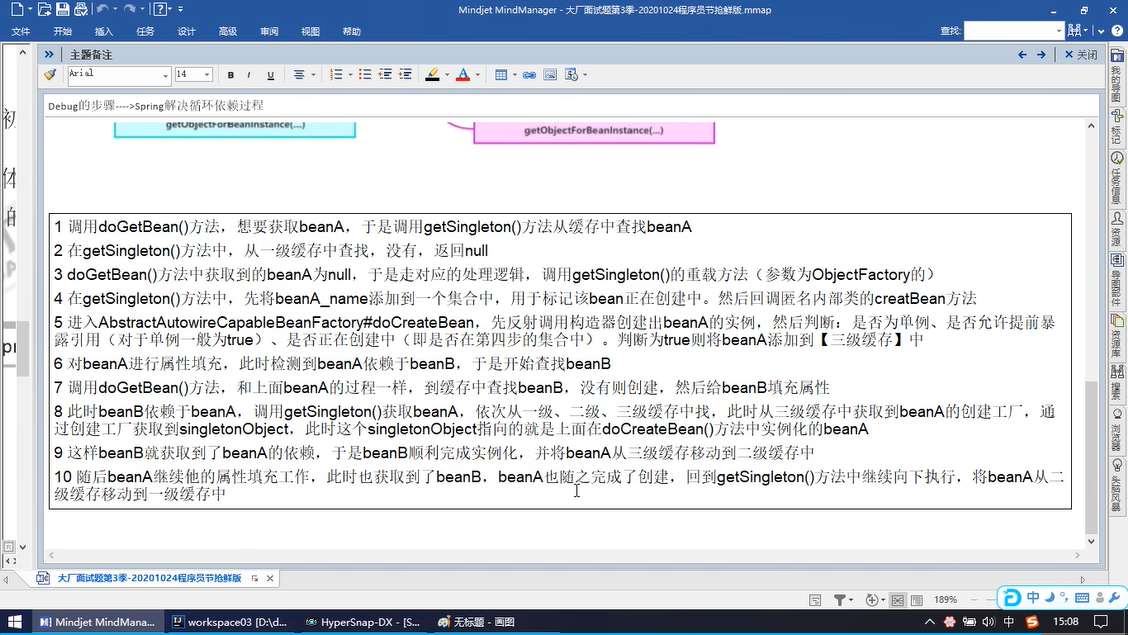 Mindjet MindManager - 大厂面试题第3季-20201024程序员节抢鲜版.mmap
文件 开始 插入 任务 设计 高级 审阅 视图 帮助 查找:
主题备注 关闭
Arial 14 B I U
Debug的步骤---->Spring解决循环依赖过程
getObjectForBeanInstance(...) getObjectForBeanInstance(...)
1 调用doGetBean()方法，想要获取beanA，于是调用getSingleton()方法从缓存中查找beanA
2 在getSingleton()方法中，从一级缓存中查找，没有，返回null
3 doGetBean()方法中获取到的beanA为null，于是走对应的处理逻辑，调用getSingleton()的重载方法（参数为ObjectFactory的）
4 在getSingleton()方法中，先将beanA_name添加到一个集合中，用于标记该bean正在创建中。然后回调匿名内部类的creatBean方法
5 进入AbstractAutowireCapableBeanFactory#doCreateBean，先反射调用构造器创建出beanA的实例，然后判断：是否为单例、是否允许提前暴
露引用（对于单例一般为true）、是否正在创建中（即是否在第四步的集合中）。判断为true则将beanA添加到【三级缓存】中
6 对beanA进行属性填充，此时检测到beanA依赖于beanB，于是开始查找beanB
7 调用doGetBean()方法，和上面beanA的过程一样，到缓存中查找beanB，没有则创建，然后给beanB填充属性
8 此时beanB依赖于beanA，调用getSingleton()获取beanA，依次从一级、二级、三级缓存中找，此时从三级缓存中获取到beanA的创建工厂，通
过创建工厂获取到singletonObject，此时这个singletonObject指向的就是上面在doCreateBean()方法中实例化的beanA
9 这样beanB就获取到了beanA的依赖，于是beanB顺利完成实例化，并将beanA从三级缓存移动到二级缓存中
10 随后beanA继续他的属性填充工作，此时也获取到了beanB，beanA也随之完成了创建，回到getSingleton()方法中继续向下执行，将beanA从二
级缓存移动到一级缓存中
我的导图
标记
任务信息
资源
导图部件
资源库
搜索
浏览器
头脑风暴
大厂面试题第3季-20201024程序员节抢鲜版
189% 中
Mindjet MindMana... workspace03 [D:\d... HyperSnap-DX - [S... 无标题 - 画图 中 15:08